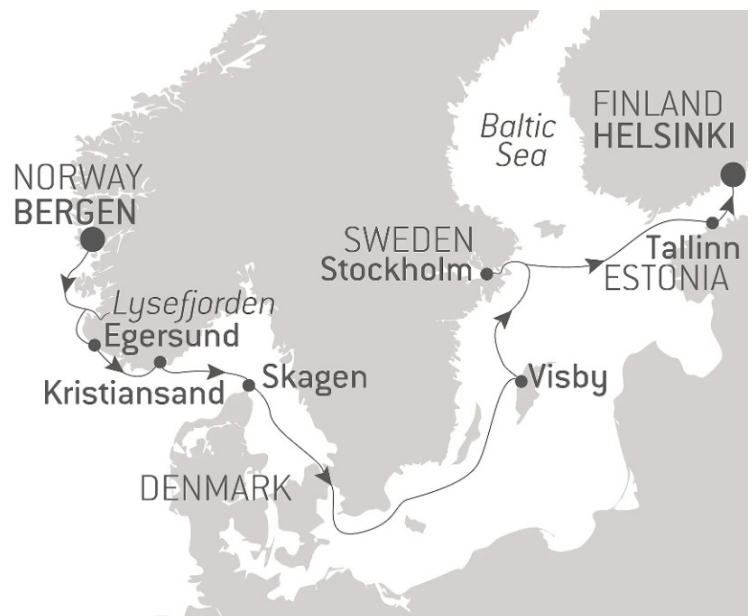 FINLAND
HELSINKI
Baltic
Sea
NORWAY
BERGEN
SWEDEN
Stockholm
Tallinn
ESTONIA
Lysefjorden
Egersund
Kristiansand
Skagen
Visby
DENMARK